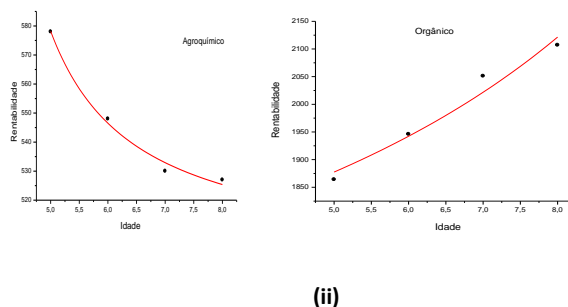 Agroquímico
Rentabilidade
580
570
560
550
540
530
520
5,0 5,5 6,0 6,5 7,0 7,5 8,0
Idade
Orgânico
Rentabilidade
2150
2100
2050
2000
1950
1900
1850
5,0 5,5 6,0 6,5 7,0 7,5 8,0
Idade
(ii)